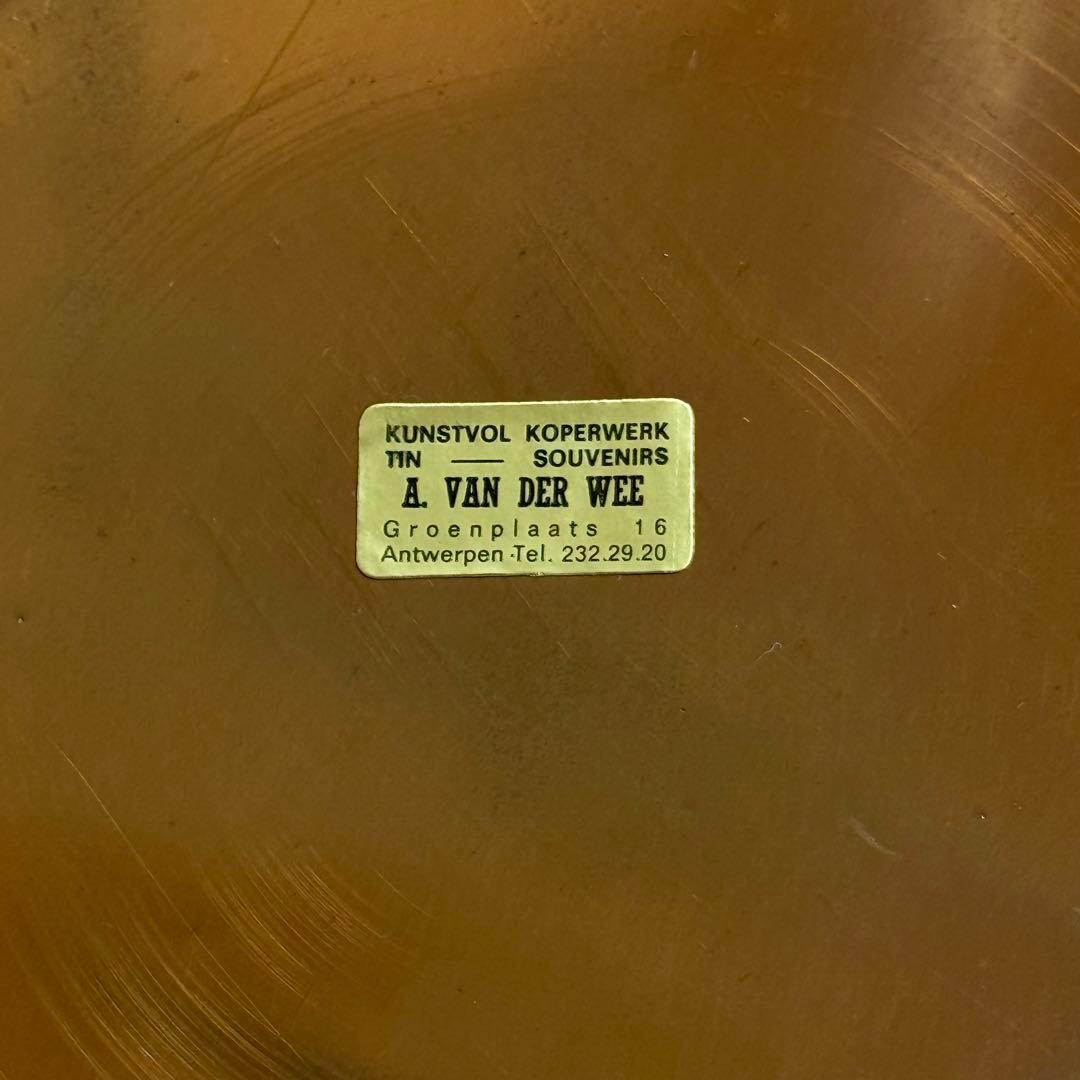 KUNSTVOL KOPERWERK
TIN — SOUVENIRS
A. VAN DER WEE
Groenplaats 16
Antwerpen Tel. 232.29.20